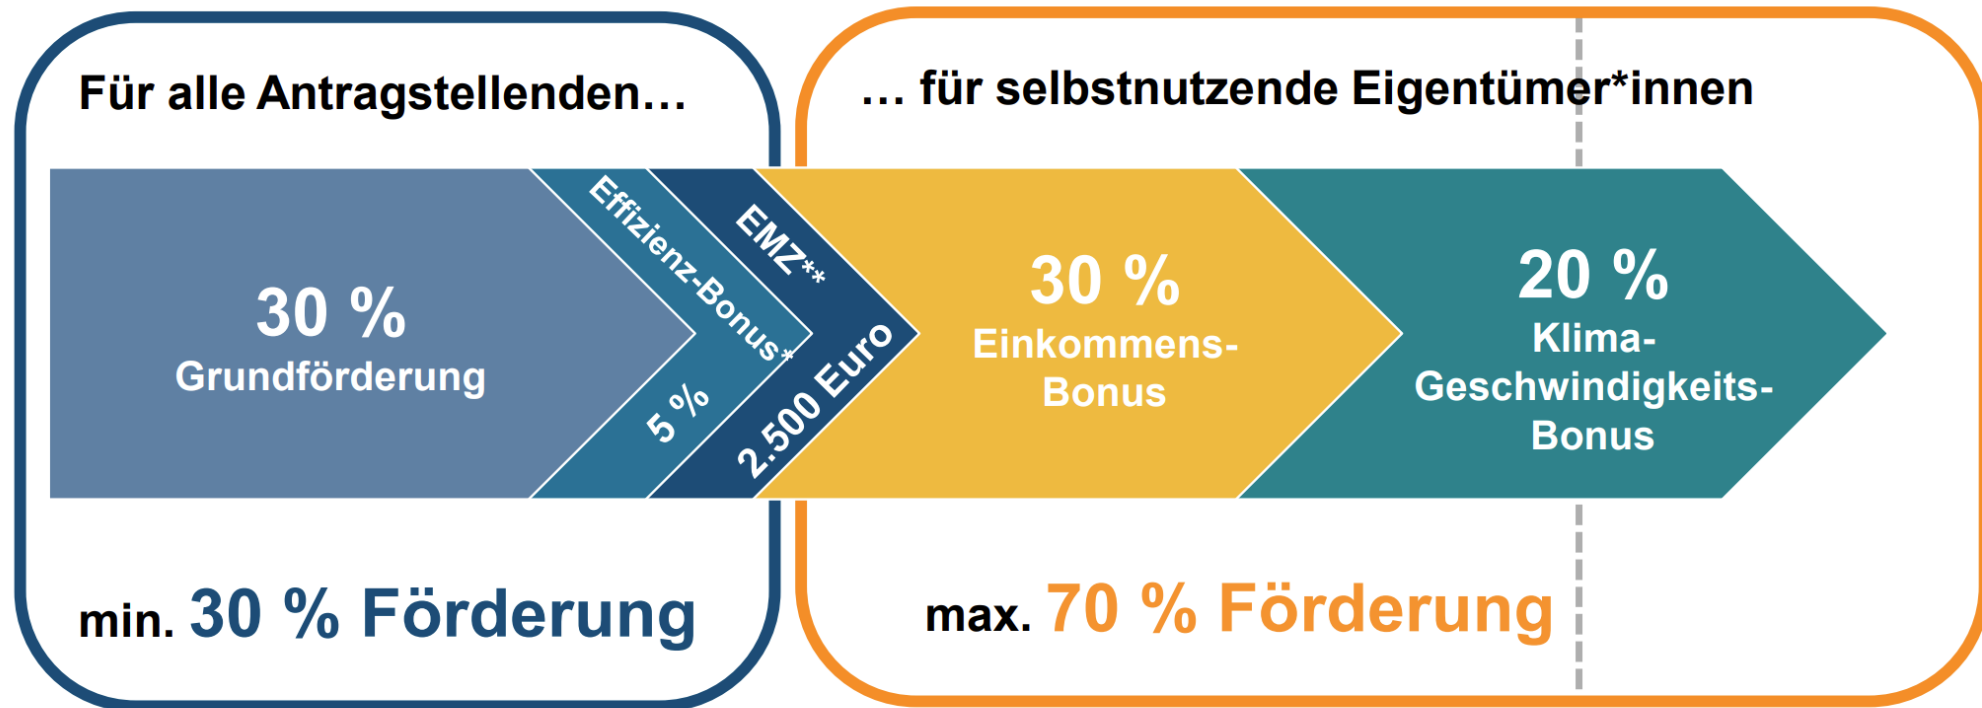 Für alle Antragstellenden…
… für selbstnutzende Eigentümer*innen
30 %
Grundförderung
Effizienz-Bonus*
5 %
EMZ**
2.500 Euro
30 %
Einkommens-
Bonus
20 %
Klima-
Geschwindigkeits-
Bonus
min. 30 % Förderung
max. 70 % Förderung